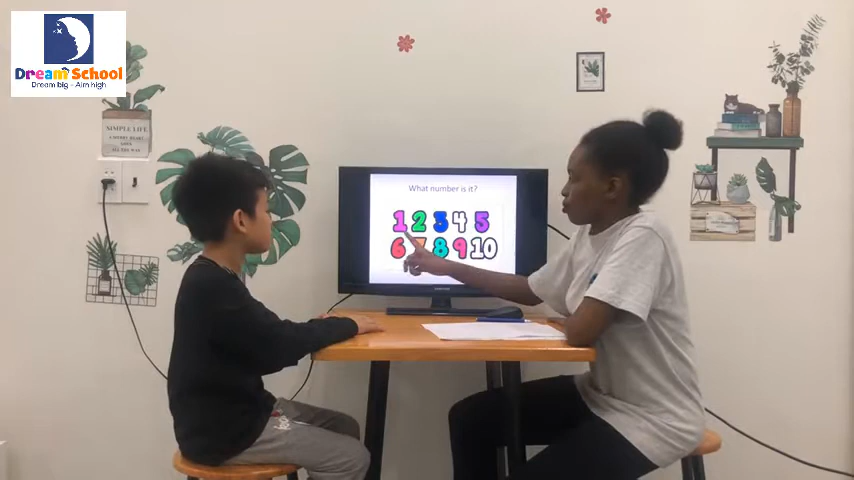 Dream School
Dream big - Aim high
SIMPLE LIFE
What number is it?
1 2 3 4 5
6 7 8 9 10